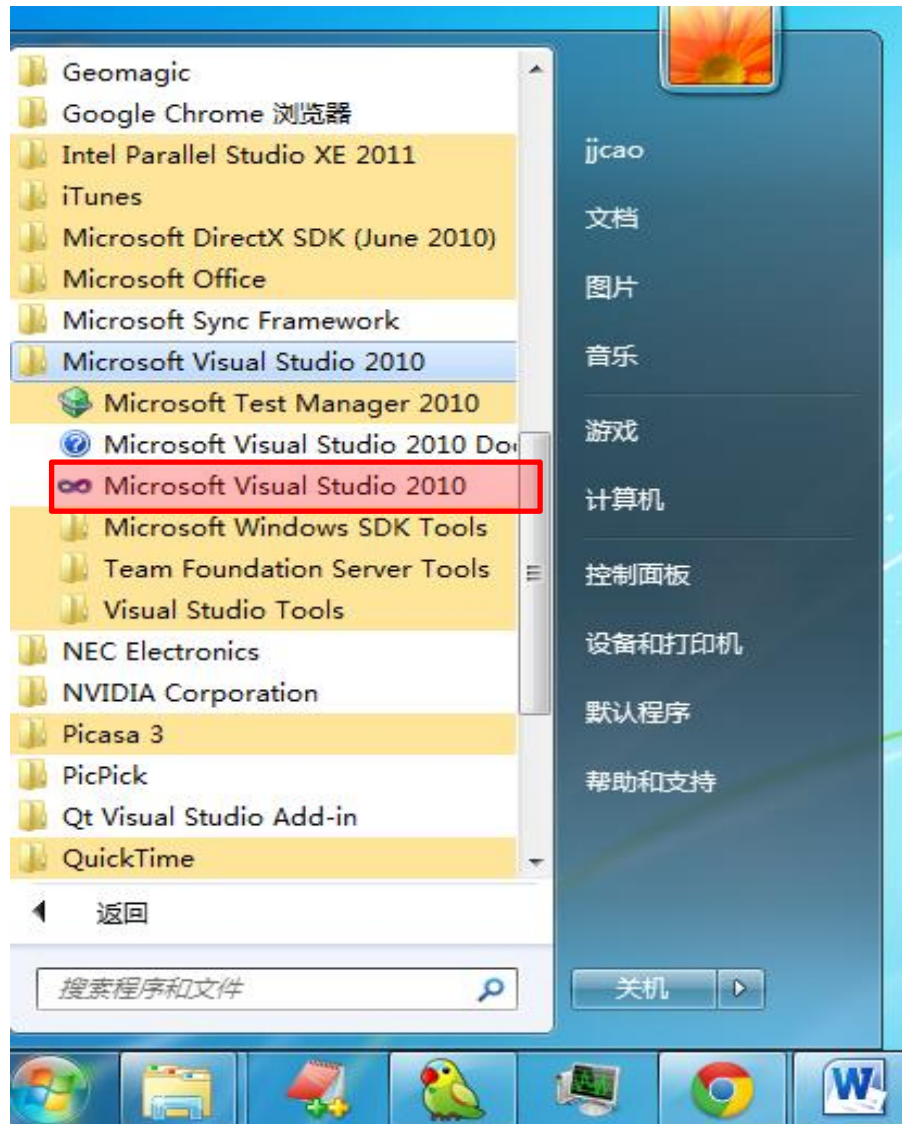 Geomagic
Google Chrome 浏览器
Intel Parallel Studio XE 2011
iTunes
Microsoft DirectX SDK (June 2010)
Microsoft Office
Microsoft Sync Framework
Microsoft Visual Studio 2010
Microsoft Test Manager 2010
Microsoft Visual Studio 2010 Do
Microsoft Visual Studio 2010
Microsoft Windows SDK Tools
Team Foundation Server Tools
Visual Studio Tools
NEC Electronics
NVIDIA Corporation
Picasa 3
PicPick
Qt Visual Studio Add-in
QuickTime
返回
搜索程序和文件
jjcao
文档
图片
音乐
游戏
计算机
控制面板
设备和打印机
默认程序
帮助和支持
关机
W